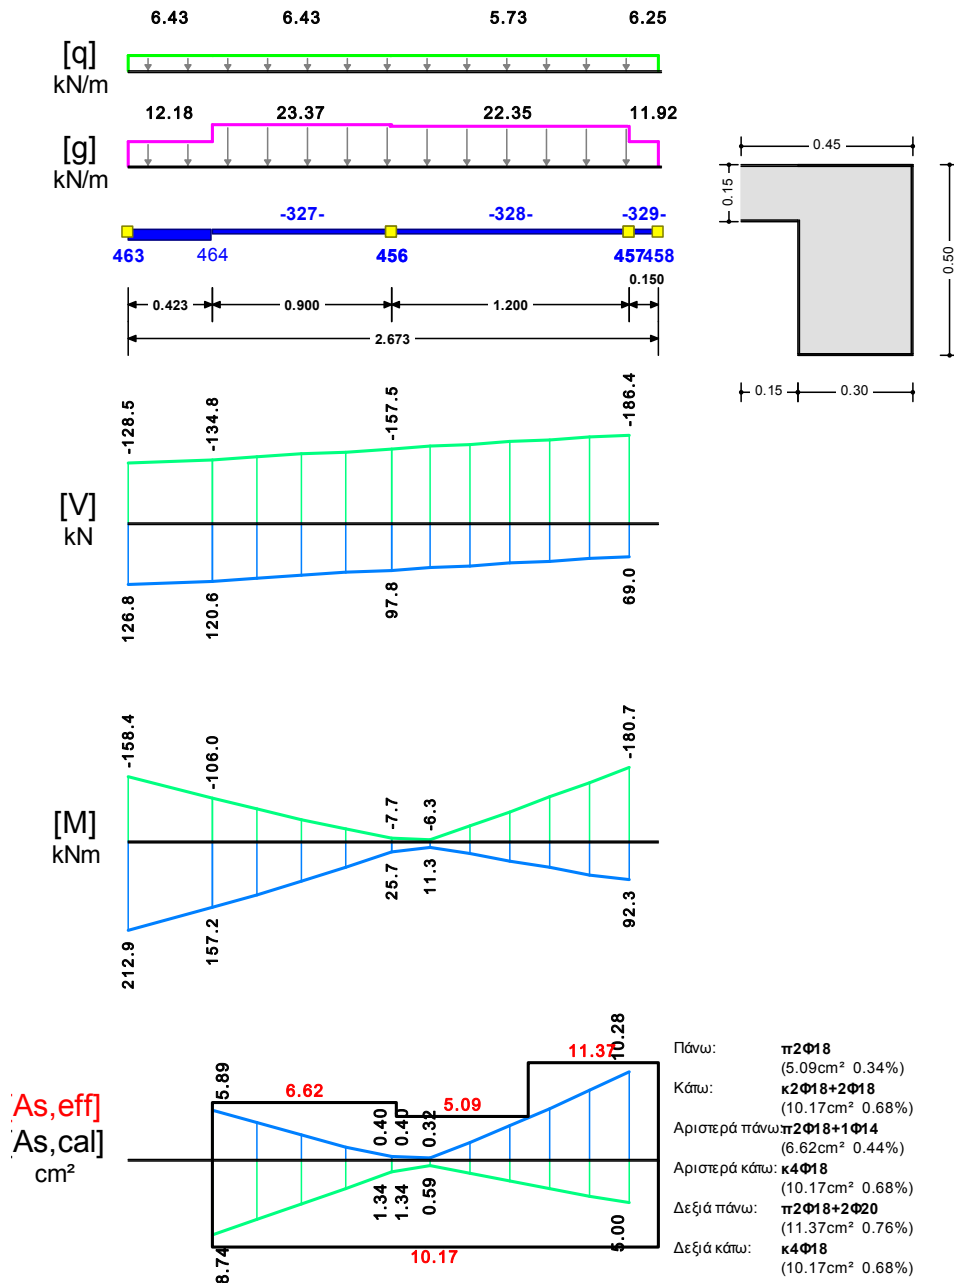 6.43 6.43 5.73 6.25
[q]
kN/m
12.18 23.37 22.35 11.92
[g]
kN/m
0.45
0.15
0.50
0.15 0.30
-327- -328- -329-
463 464 456 457 458
0.150
0.423 0.900 1.200
2.673
-128.5 -134.8 -157.5 -186.4
[V]
kN
126.8 120.6 97.8 69.0
-158.4 -106.0 -7.7 -6.3 -180.7
[M]
kNm
212.9 157.2 25.7 11.3 92.3
As,eff]
As,cal]
cm²
5.89 6.62 0.40 0.40 0.32 5.09 11.37 10.28
8.74 1.34 1.34 0.59 5.00
10.17
Πάνω: π2Φ18
(5.09cm² 0.34%)
Κάτω: κ2Φ18+2Φ18
(10.17cm² 0.68%)
Αριστερά πάνω: π2Φ18+1Φ14
(6.62cm² 0.44%)
Αριστερά κάτω: κ4Φ18
(10.17cm² 0.68%)
Δεξιά πάνω: π2Φ18+2Φ20
(11.37cm² 0.76%)
Δεξιά κάτω: κ4Φ18
(10.17cm² 0.68%)